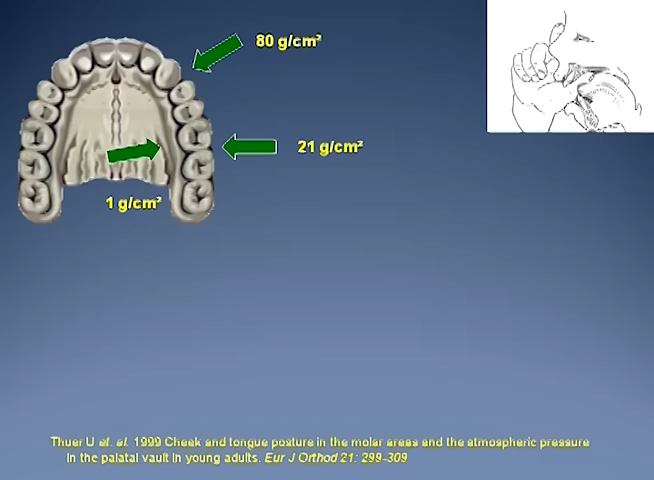 80 g/cm²
21 g/cm²
1 g/cm²
Thuer U et. al. 1999 Cheek and tongue posture in the molar areas and the atmospheric pressure
in the palatal vault in young adults. Eur J Orthod 21: 299-309